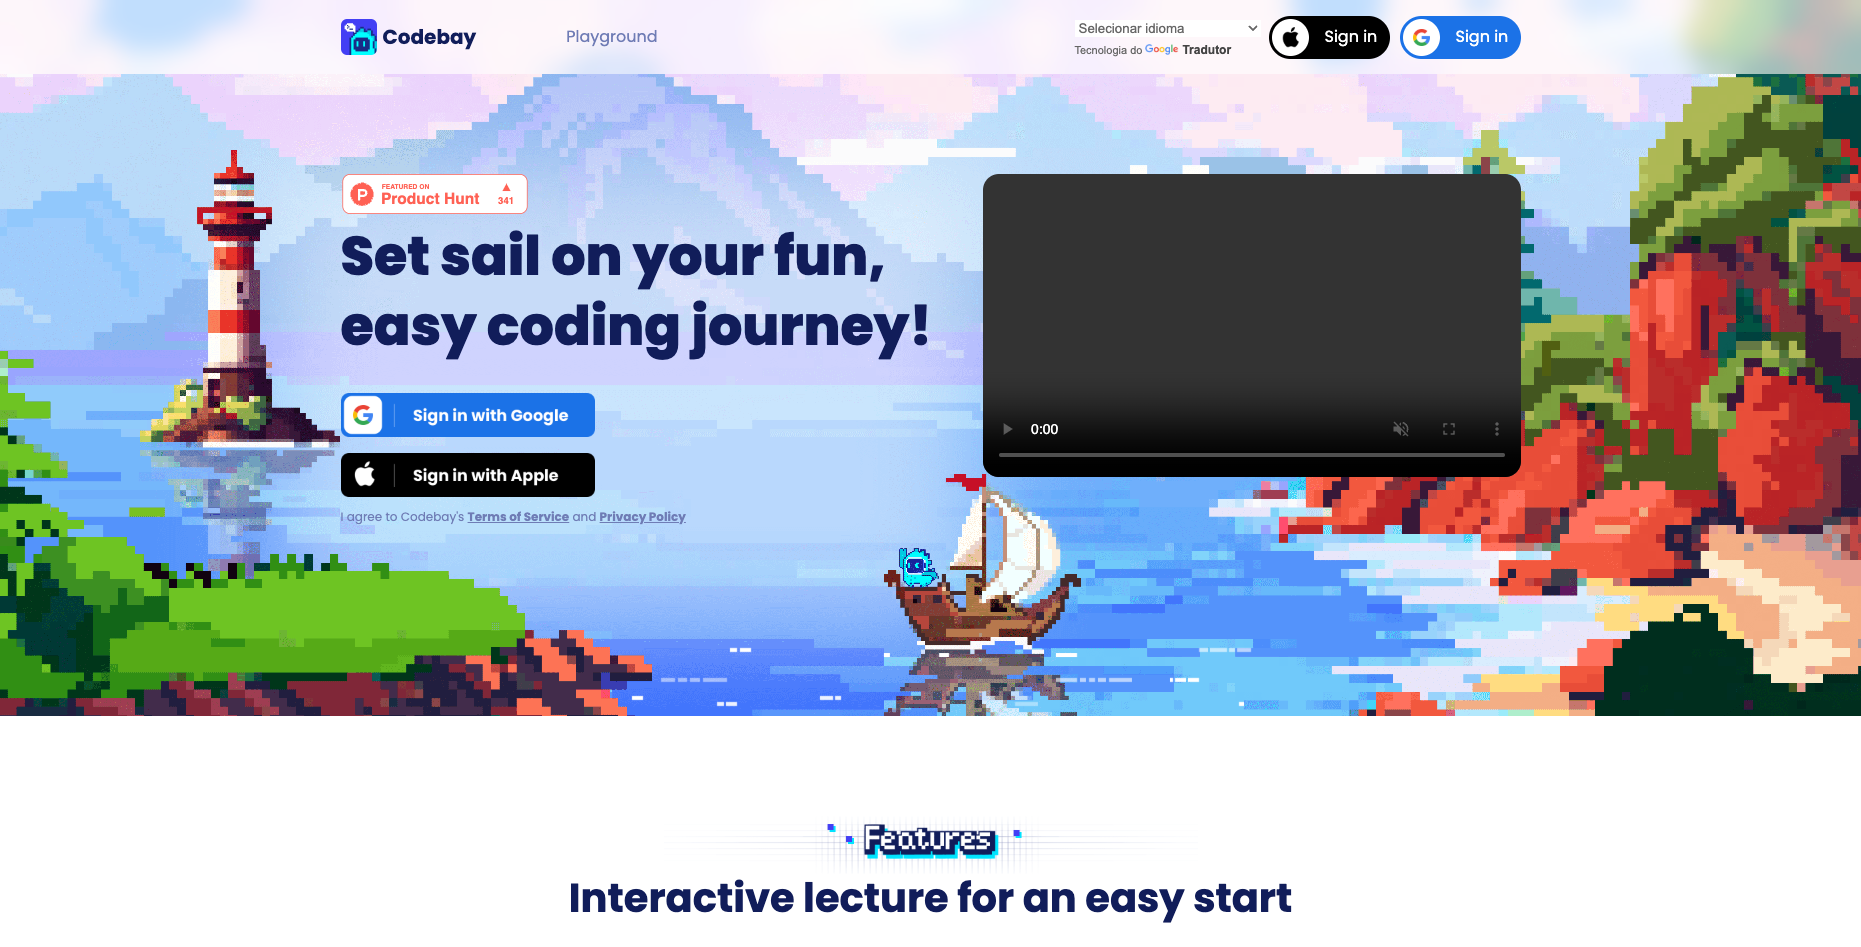 Codebay
Playground
Selecionar idioma
Tecnologia do Google Tradutor
Sign in
Sign in
FEATURED ON
Product Hunt
341
Set sail on your fun,
easy coding journey!
Sign in with Google
Sign in with Apple
I agree to Codebay's Terms of Service and Privacy Policy
0:00
Features
Interactive lecture for an easy start